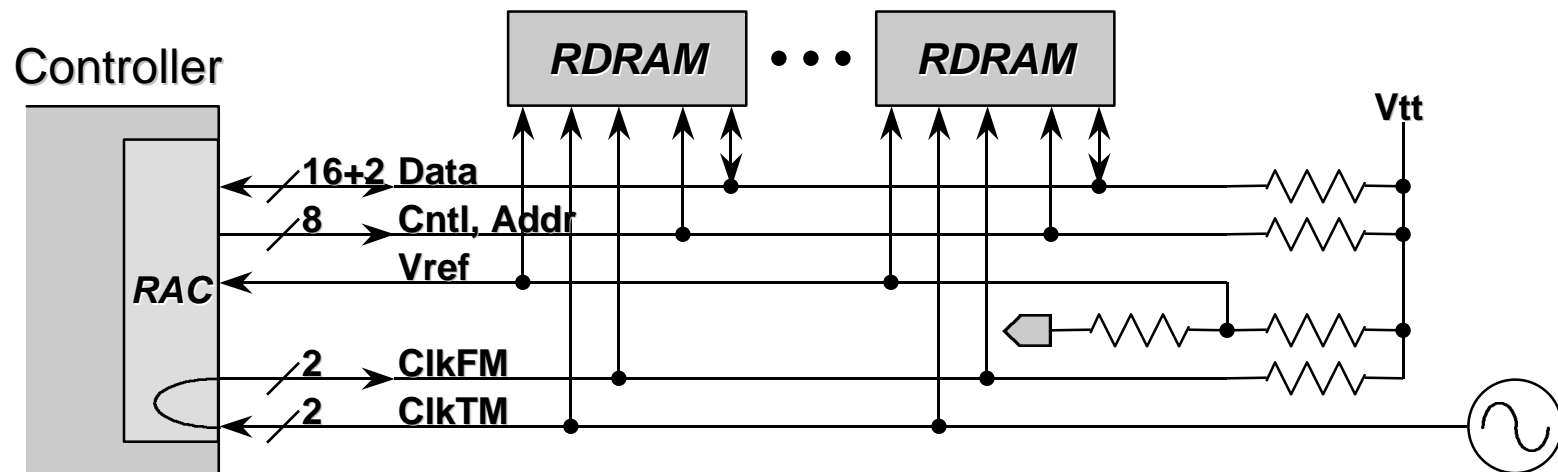 Controller
RDRAM
RDRAM
Vtt
16+2 Data
8 Cntl, Addr
Vref
RAC
2 ClkFM
2 ClkTM